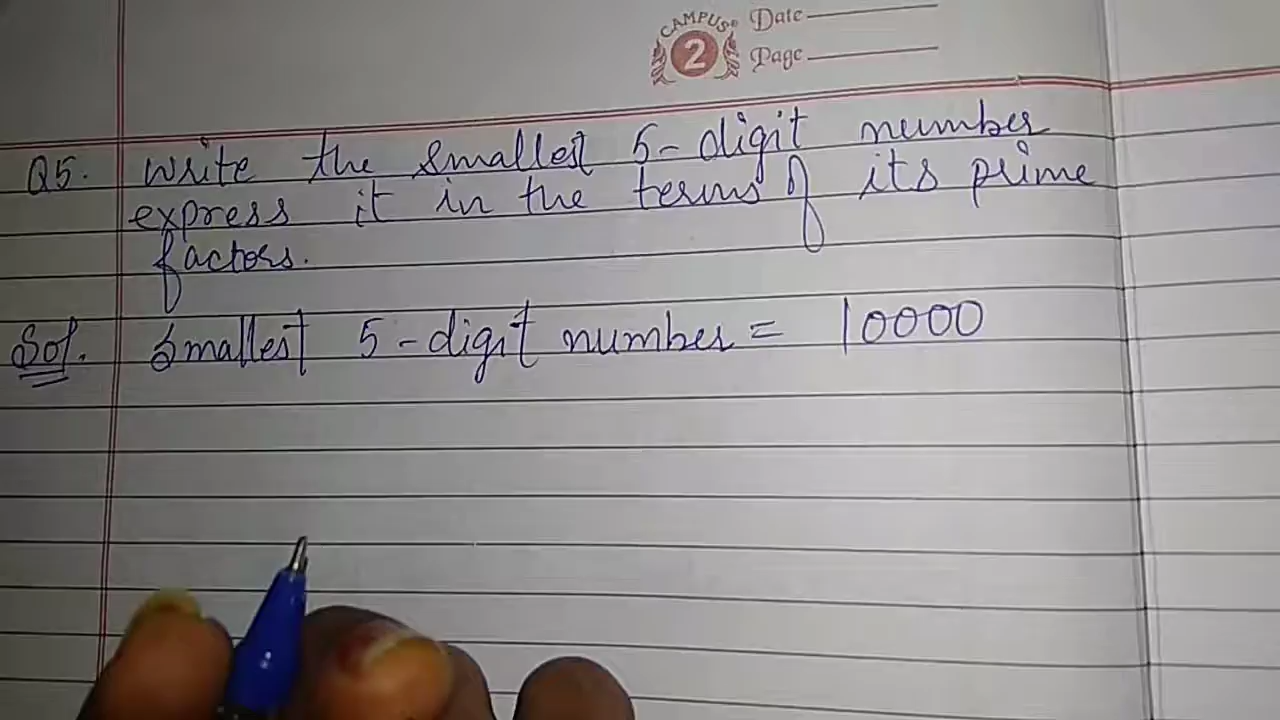 CAMPUS
2
Date
Page
Q5. Write the smallest 5-digit number
express it in the terms of its prime
factors.
Sol. Smallest 5-digit number = 10000